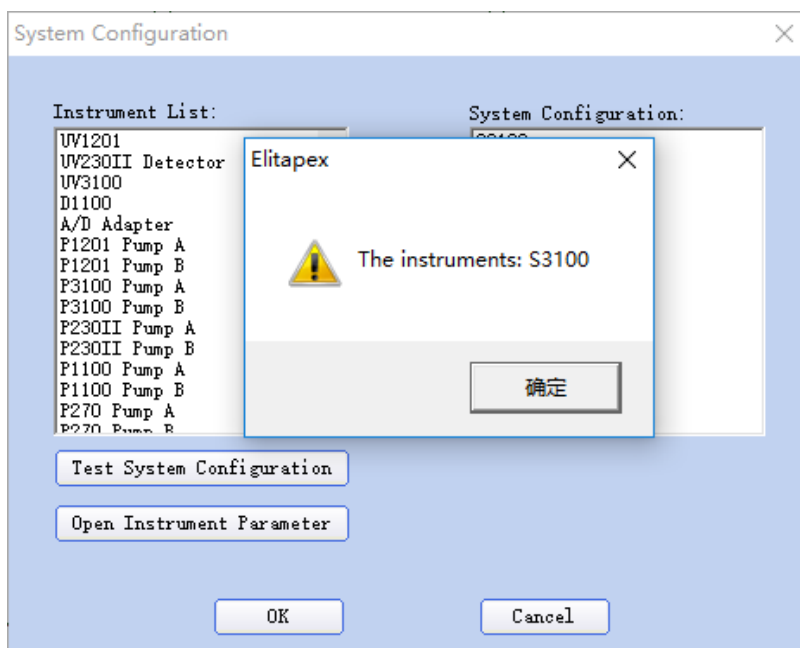 System Configuration
Instrument List:
System Configuration:
UV1201
UV230II Detector
UV3100
D1100
A/D Adapter
P1201 Pump A
P1201 Pump B
P3100 Pump A
P3100 Pump B
P230II Pump A
P230II Pump B
P1100 Pump A
P1100 Pump B
P270 Pump A
P270 Pump B
Elitapex
The instruments: S3100
确定
Test System Configuration
Open Instrument Parameter
OK
Cancel